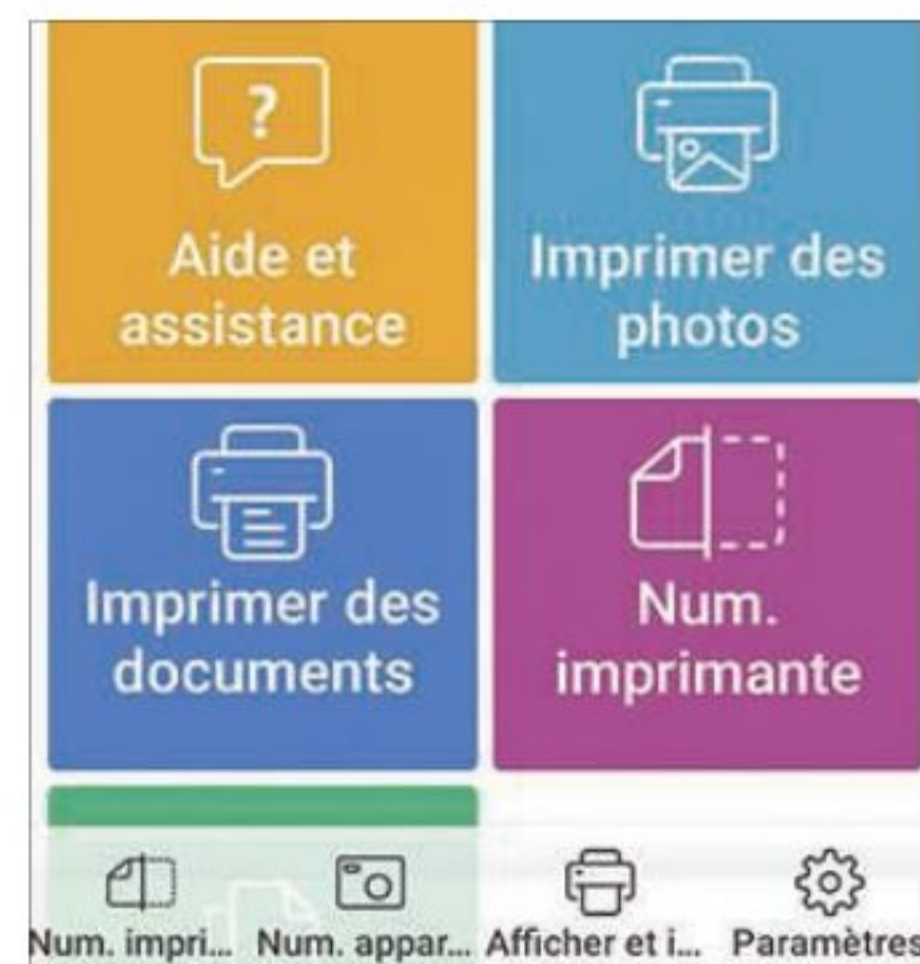 ?
Aide et
assistance
Imprimer des
photos
Imprimer des
documents
Num.
imprimante
Num. impri...
Num. appar...
Afficher et i...
Paramètres